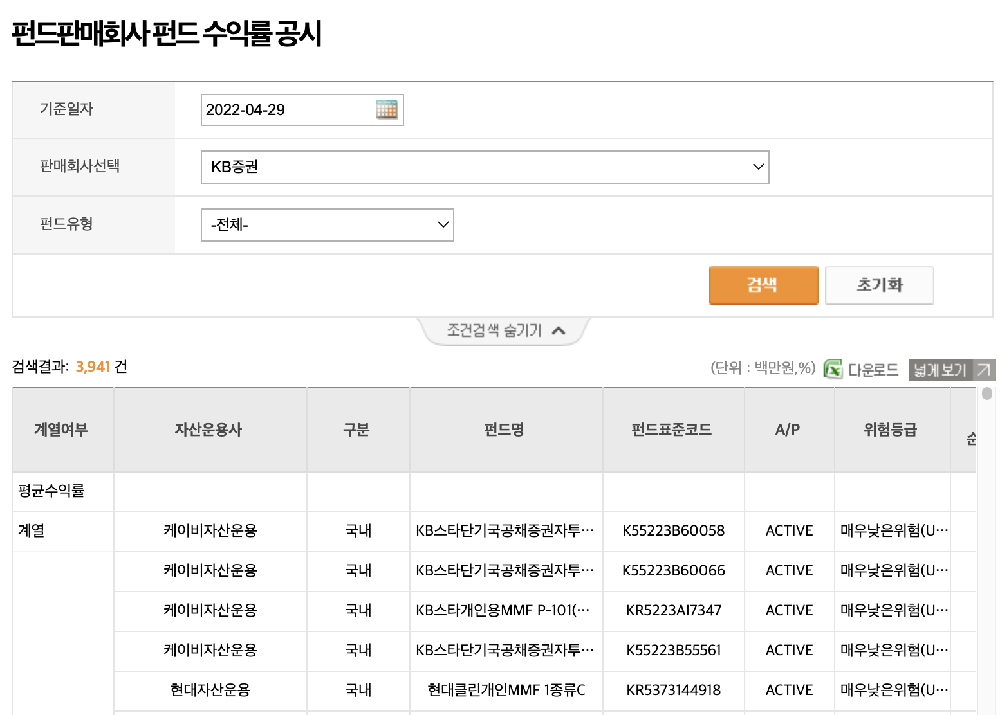 펀드판매회사 펀드 수익률 공시
기준일자 2022-04-29
판매회사선택 KB증권
펀드유형 -전체-
검색 초기화
조건검색 숨기기
검색결과: 3,941 건 (단위 : 백만원,%) 다운로드 넓게보기
계열여부 자산운용사 구분 펀드명 펀드표준코드 A/P 위험등급
평균수익률
계열 케이비자산운용 국내 KB스타단기국공채증권자투… K55223B60058 ACTIVE 매우낮은위험(U…
케이비자산운용 국내 KB스타단기국공채증권자투… K55223B60066 ACTIVE 매우낮은위험(U…
케이비자산운용 국내 KB스타개인용MMF P-101(… KR5223AI7347 ACTIVE 매우낮은위험(U…
케이비자산운용 국내 KB스타단기국공채증권자투… K55223B55561 ACTIVE 매우낮은위험(U…
현대자산운용 국내 현대클린개인MMF 1종류C KR5373144918 ACTIVE 매우낮은위험(U…